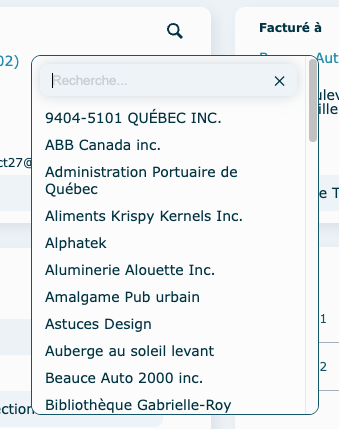 Facturé à
02)
Auto
Recherche...
9404-5101 QUÉBEC INC.
ABB Canada inc.
ct27@
Administration Portuaire de
Québec
Aliments Krispy Kernels Inc.
Alphatek
Aluminerie Alouette Inc.
Amalgame Pub urbain
1
Astuces Design
Auberge au soleil levant
2
Beauce Auto 2000 inc.
Bibliothèque Gabrielle-Roy
ection